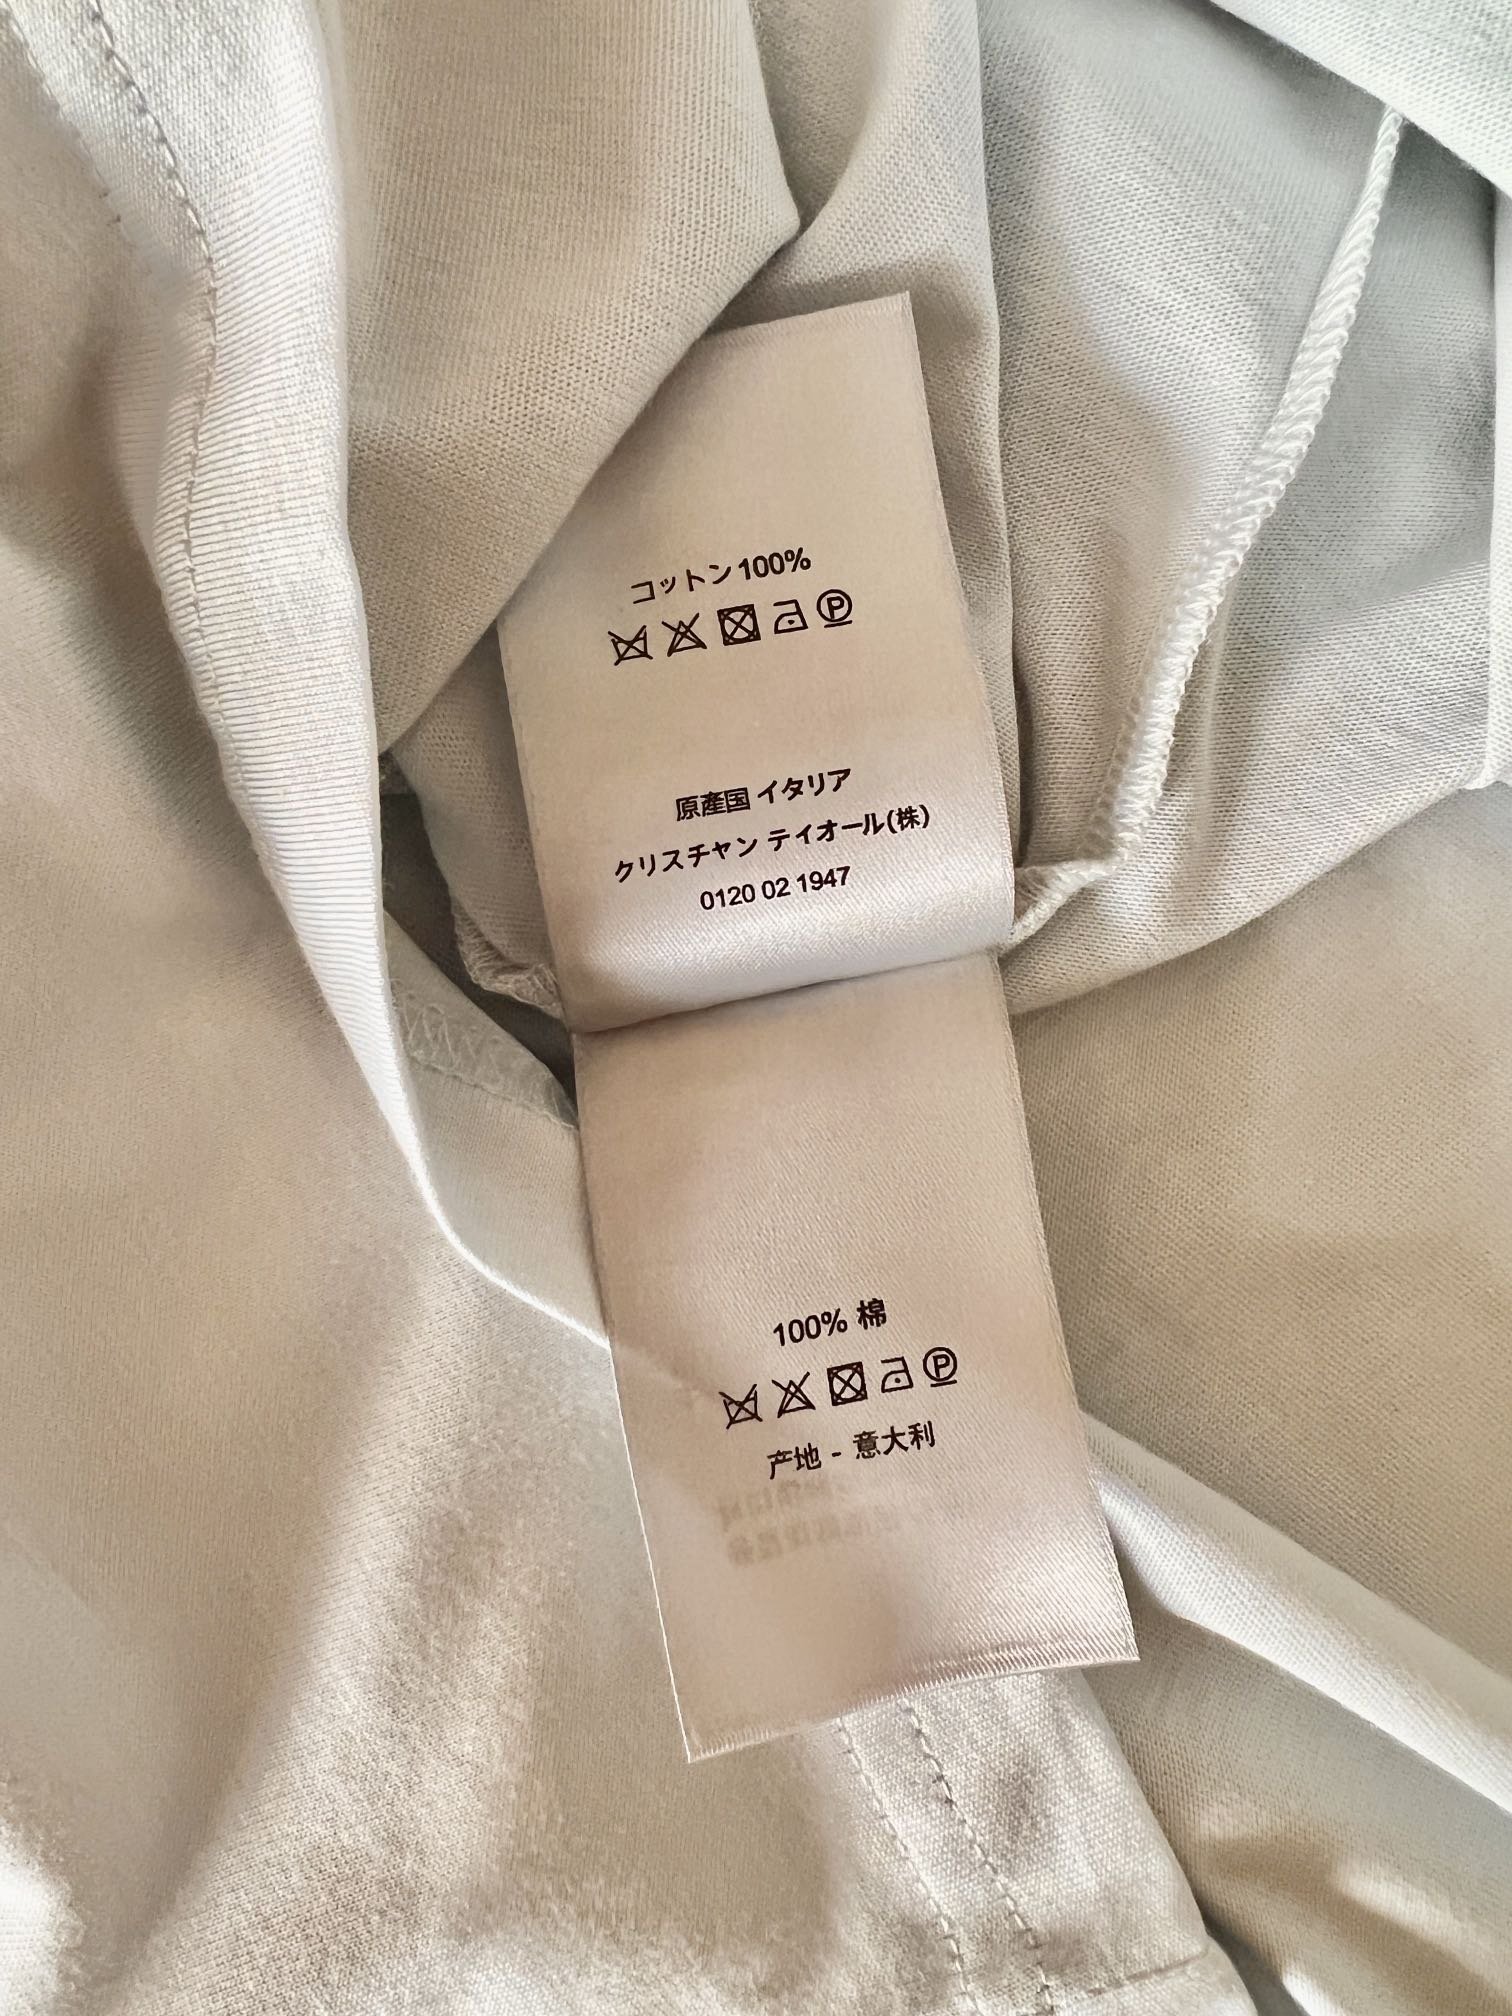 コットン100%
原産国 イタリア
クリスチャン ティオール(株)
0120 02 1947
100% 棉
产地 - 意大利